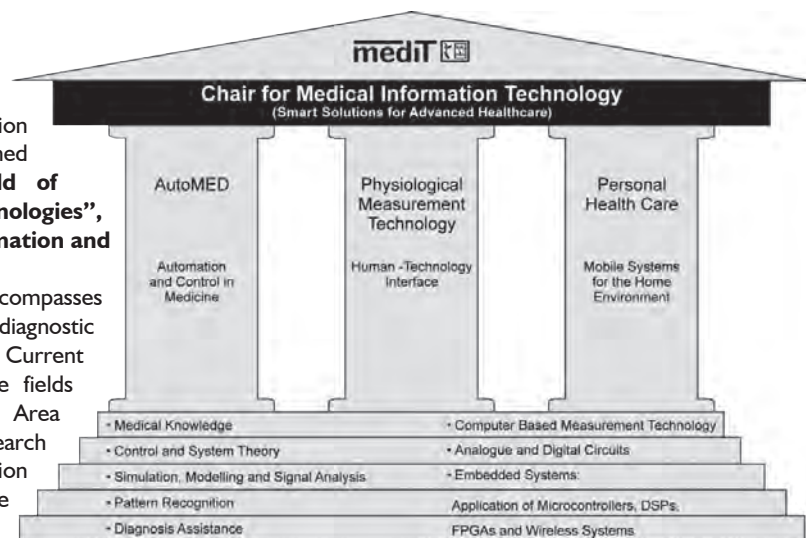 mediT
Chair for Medical Information Technology
(Smart Solutions for Advanced Healthcare)
ion
ned
ld of
nologies”,
mation and
compasses
diagnostic
Current
e fields
Area
earch
tion
e
AutoMED
Automation
and Control in
Medicine
Physiological
Measurement
Technology
Human -Technology
Interface
Personal
Health Care
Mobile Systems
for the Home
Environment
• Medical Knowledge
• Control and System Theory
• Simulation, Modelling and Signal Analysis
• Pattern Recognition
• Diagnosis Assistance
• Computer Based Measurement Technology
• Analogue and Digital Circuits
• Embedded Systems:
Application of Microcontrollers, DSPs,
FPGAs and Wireless Systems